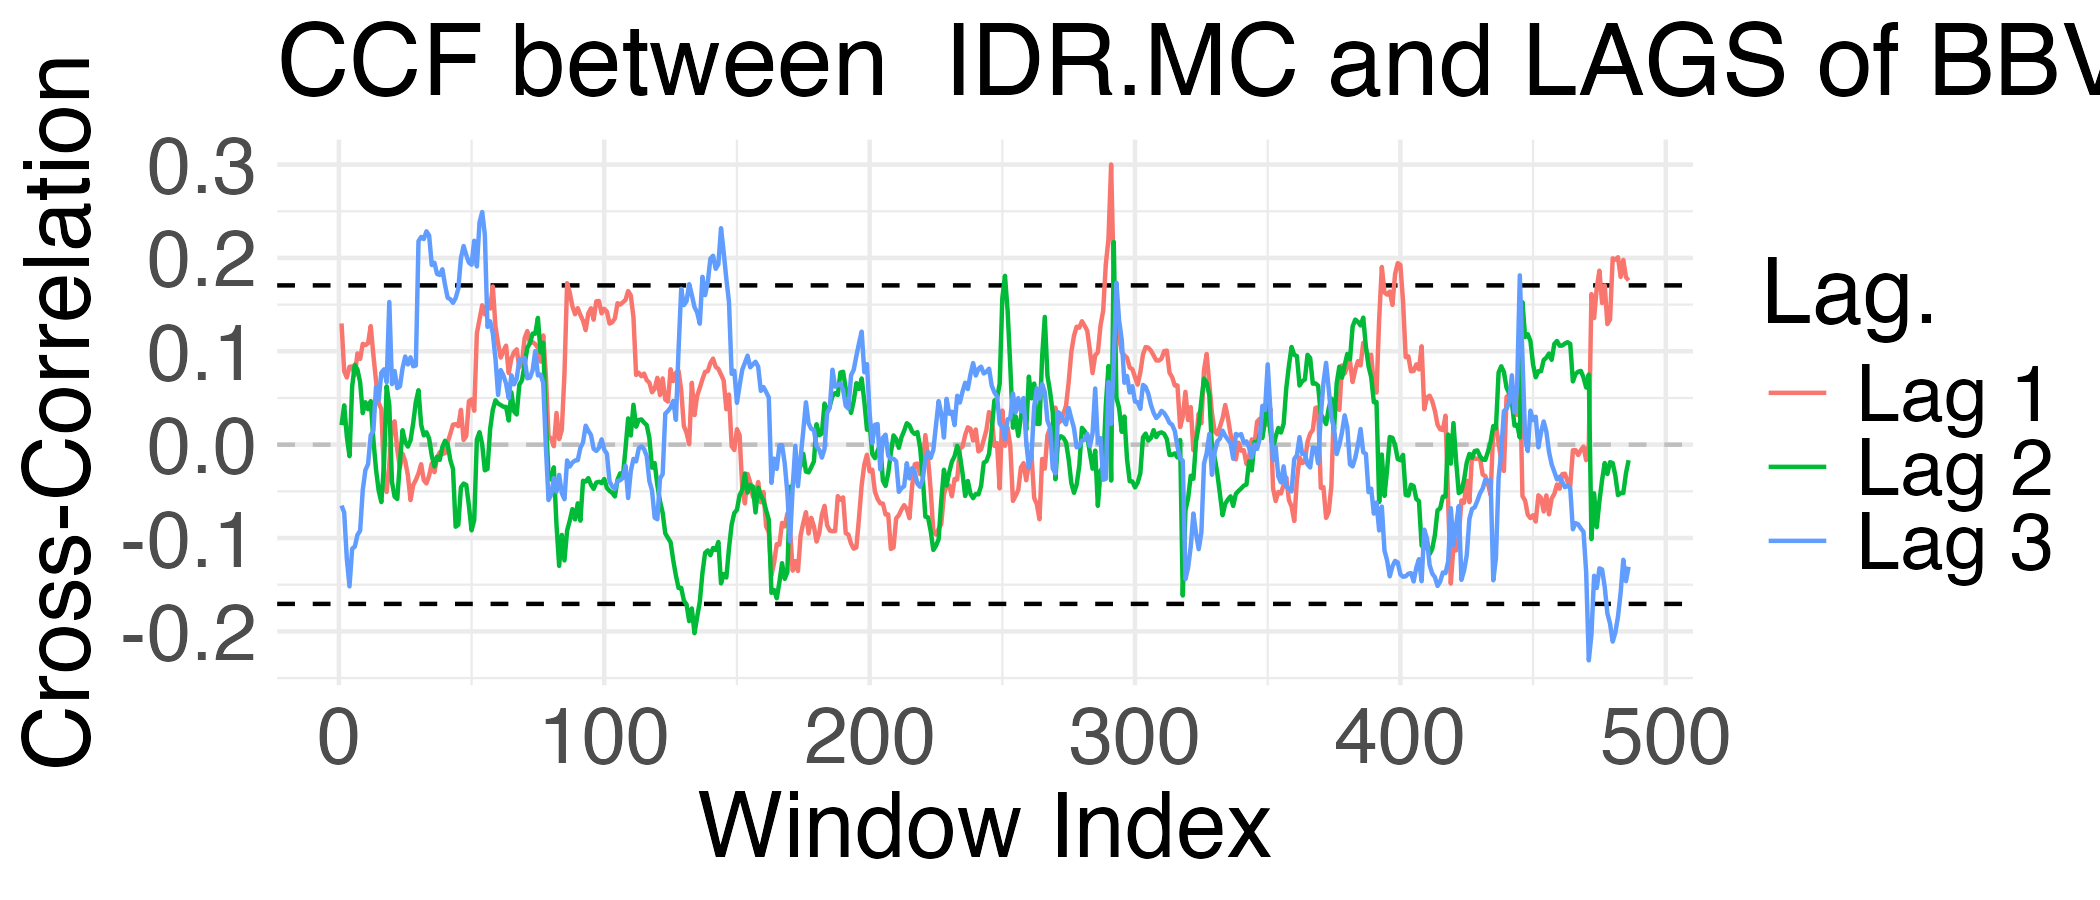 CCF between IDR.MC and LAGS of BBV
Cross-Correlation
0.3
0.2
0.1
0.0
-0.1
-0.2
0
100
200
300
400
500
Window Index
Lag.
Lag 1
Lag 2
Lag 3